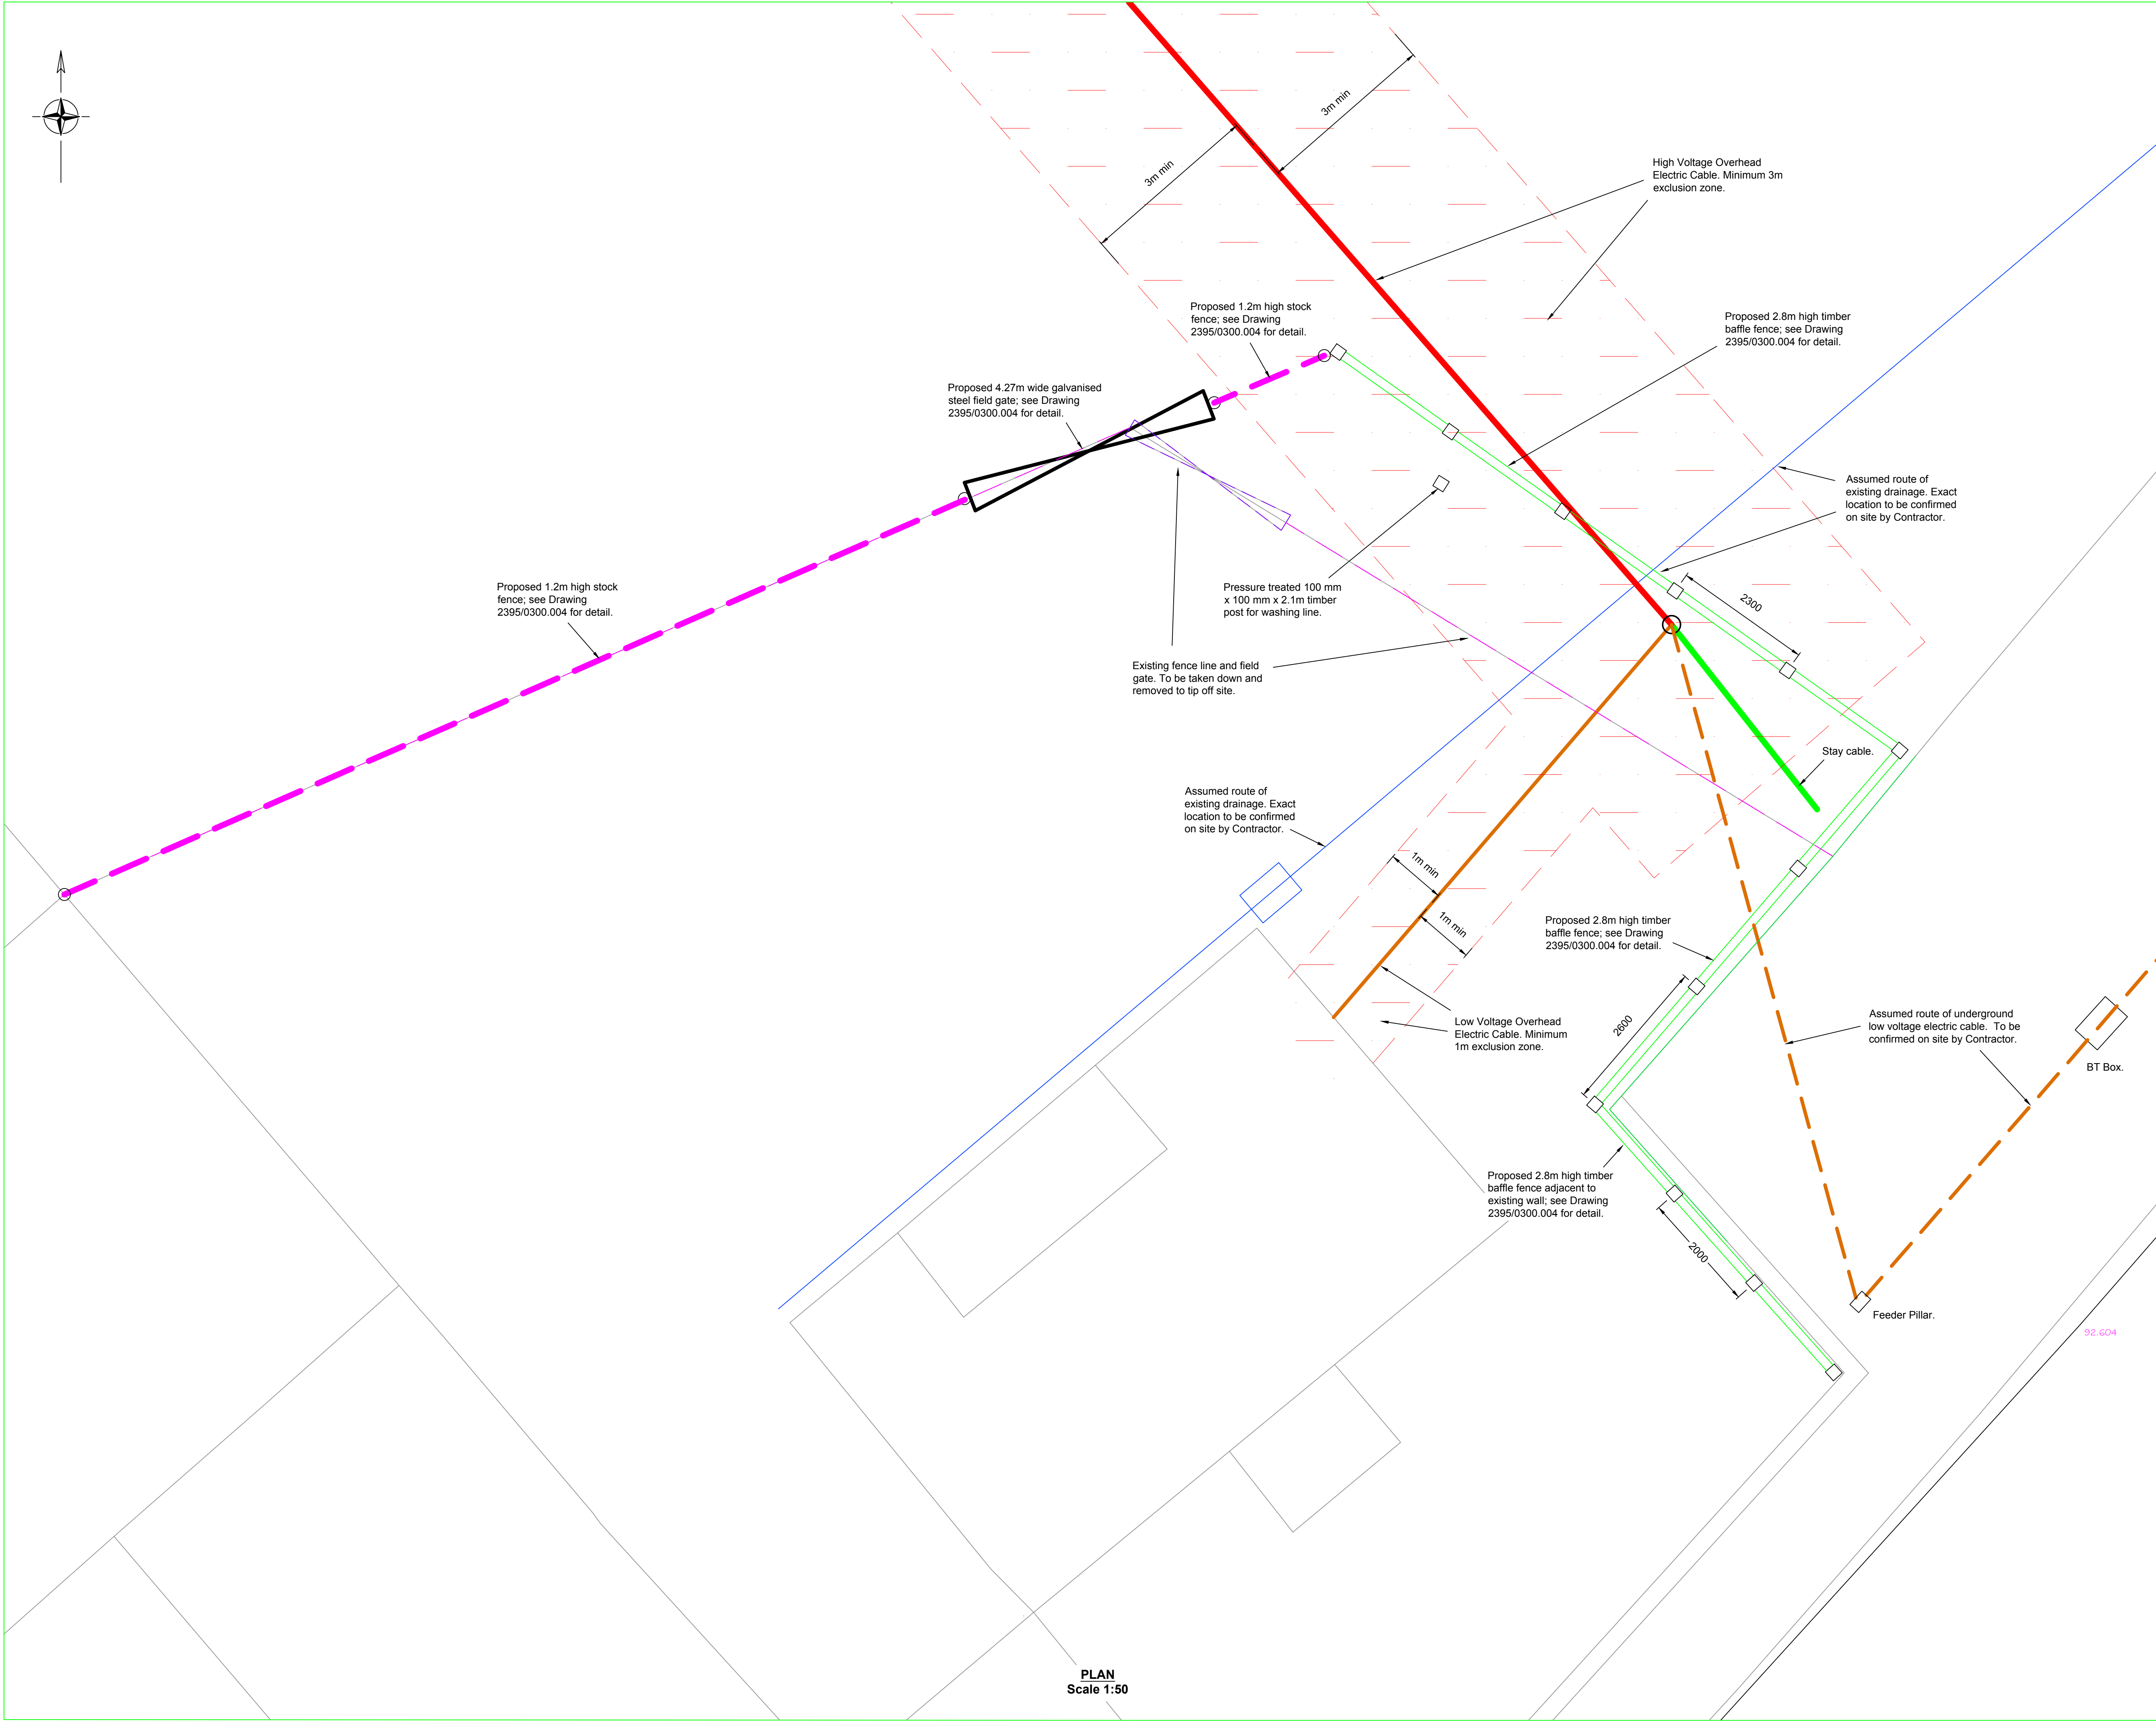 3m min
3m min
High Voltage Overhead
Electric Cable. Minimum 3m
exclusion zone.
Proposed 1.2m high stock
fence; see Drawing
2395/0300.004 for detail.
Proposed 2.8m high timber
baffle fence; see Drawing
2395/0300.004 for detail.
Proposed 4.27m wide galvanised
steel field gate; see Drawing
2395/0300.004 for detail.
Assumed route of
existing drainage. Exact
location to be confirmed
on site by Contractor.
Proposed 1.2m high stock
fence; see Drawing
2395/0300.004 for detail.
Pressure treated 100 mm
x 100 mm x 2.1m timber
post for washing line.
2300
Existing fence line and field
gate. To be taken down and
removed to tip off site.
Stay cable.
Assumed route of
existing drainage. Exact
location to be confirmed
on site by Contractor.
1m min
1m min
Proposed 2.8m high timber
baffle fence; see Drawing
2395/0300.004 for detail.
2600
Low Voltage Overhead
Electric Cable. Minimum
1m exclusion zone.
Assumed route of underground
low voltage electric cable.  To be
confirmed on site by Contractor.
BT Box.
Proposed 2.8m high timber
baffle fence adjacent to
existing wall; see Drawing
2395/0300.004 for detail.
2000
Feeder Pillar.
92.604
PLAN
Scale 1:50